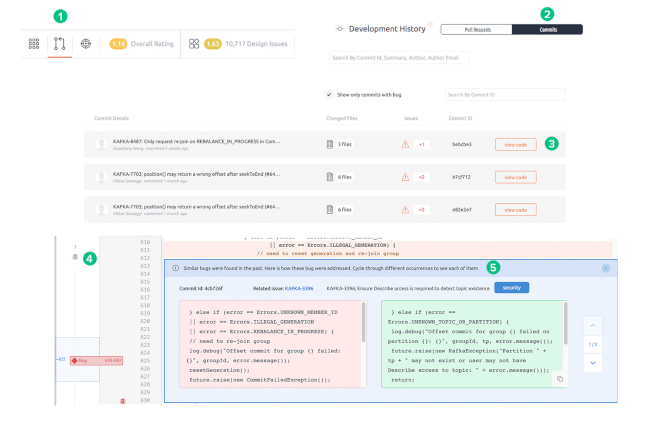 1
2
1.16 Overall Rating
1.65 10,717 Design Issues
Development History
Pull Requests
Commits
Search By Commit Id, Summary, Author, Author Email
Show only commits with bug
Search By Commit ID
Commit Details
Changed Files
Issues
Commit ID
KAFKA-8487: Only request re-join on REBALANCE_IN_PROGRESS in Com...
Guozhang Wang committed 2 weeks ago
3 files
+1
bebcbe3
view code
3
KAFKA-7703; position() may return a wrong offset after seekToEnd (#64...
Viktor Somogyi committed 1 month ago
6 files
+2
b7cf712
view code
KAFKA-7703; position() may return a wrong offset after seekToEnd (#64...
Viktor Somogyi committed 1 month ago
6 files
+2
view code
1
4
610
611
612
613
614
615
616
617
618
619
620
621
622
623
624
625
626
627
628
629
630
|| error == Errors.ILLEGAL_GENERATION) {
// need to reset generation and re-join group
Similar bugs were found in the past. Here is how these bug were addressed. Cycle through different occurrences to see each of them
5
Commit Id: 4cb726f
Related Issue: KAFKA-3396
KAFKA-3396; Ensure Describe access is required to detect topic existence
security
} else if (error == Errors.UNKNOWN_MEMBER_ID
|| error == Errors.ILLEGAL_GENERATION
|| error == Errors.REBALANCE_IN_PROGRESS) {
// need to re-join group
log.debug("Offset commit for group {} failed:
{}", groupId, error.message());
resetGeneration();
future.raise(new CommitFailedException());
} else if (error ==
Errors.UNKNOWN_TOPIC_OR_PARTITION) {
log.debug("Offset commit for group {} failed on
partition {}: {}", groupId, tp, error.message());
future.raise(new KafkaException("Partition " +
tp + " may not exist or user may not have
Describe access to topic: " + error.message()));
return;
1/2
Bug